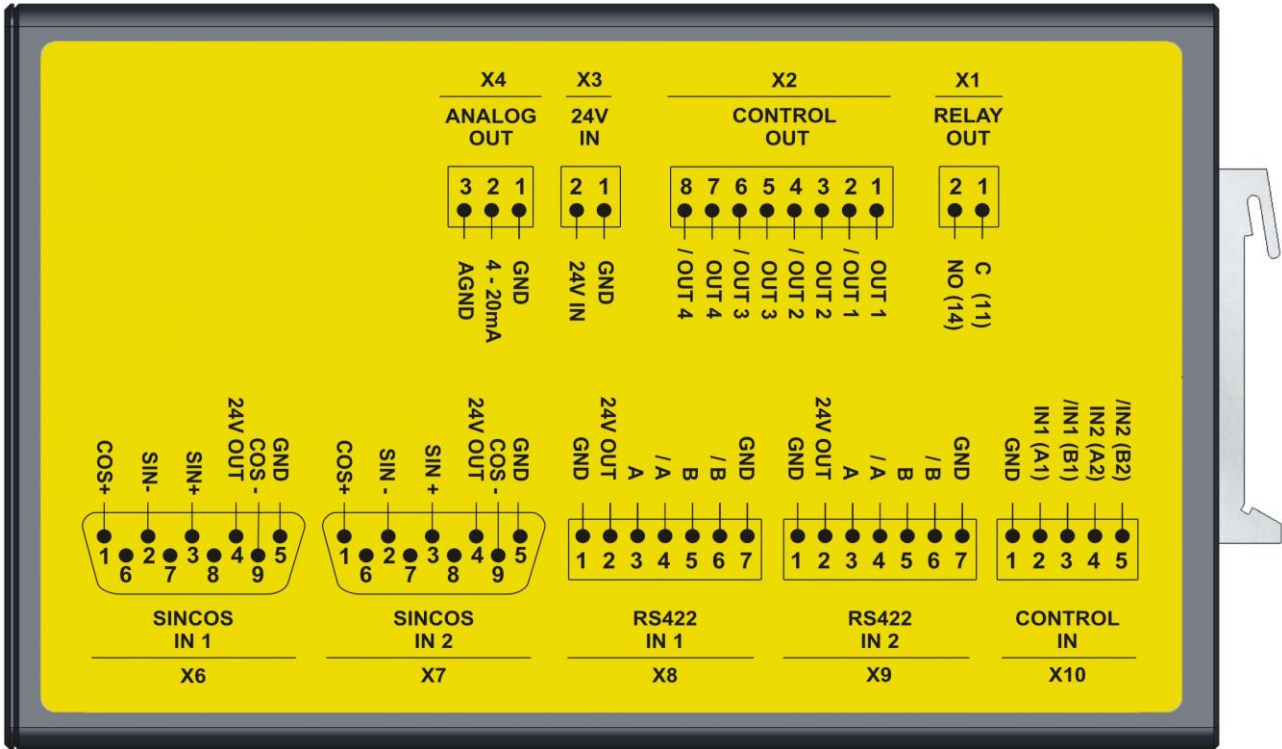 X4 X3 X2 X1
ANALOG 24V CONTROL RELAY
OUT IN OUT OUT
3 2 1 2 1 8 7 6 5 4 3 2 1 2 1
AGND
4 - 20mA
GND
24V IN
GND
/ OUT 4
OUT 4
/ OUT 3
OUT 3
/ OUT 2
OUT 2
/ OUT 1
OUT 1
NO (14)
C (11)
COS+
SIN-
SIN+
24V OUT
COS -
GND
COS+
SIN -
SIN +
24V OUT
COS -
GND
GND
24V OUT
A
/ A
B
/ B
GND
GND
24V OUT
A
/ A
B
/ B
GND
GND
IN1 (A1)
/IN1 (B1)
IN2 (A2)
/IN2 (B2)
1 2 3 4 5 1 2 3 4 5 1 2 3 4 5 6 7 1 2 3 4 5 6 7 1 2 3 4 5
6 7 8 9 6 7 8 9
SINCOS SINCOS RS422 RS422 CONTROL
IN 1 IN 2 IN 1 IN 2 IN
X6 X7 X8 X9 X10